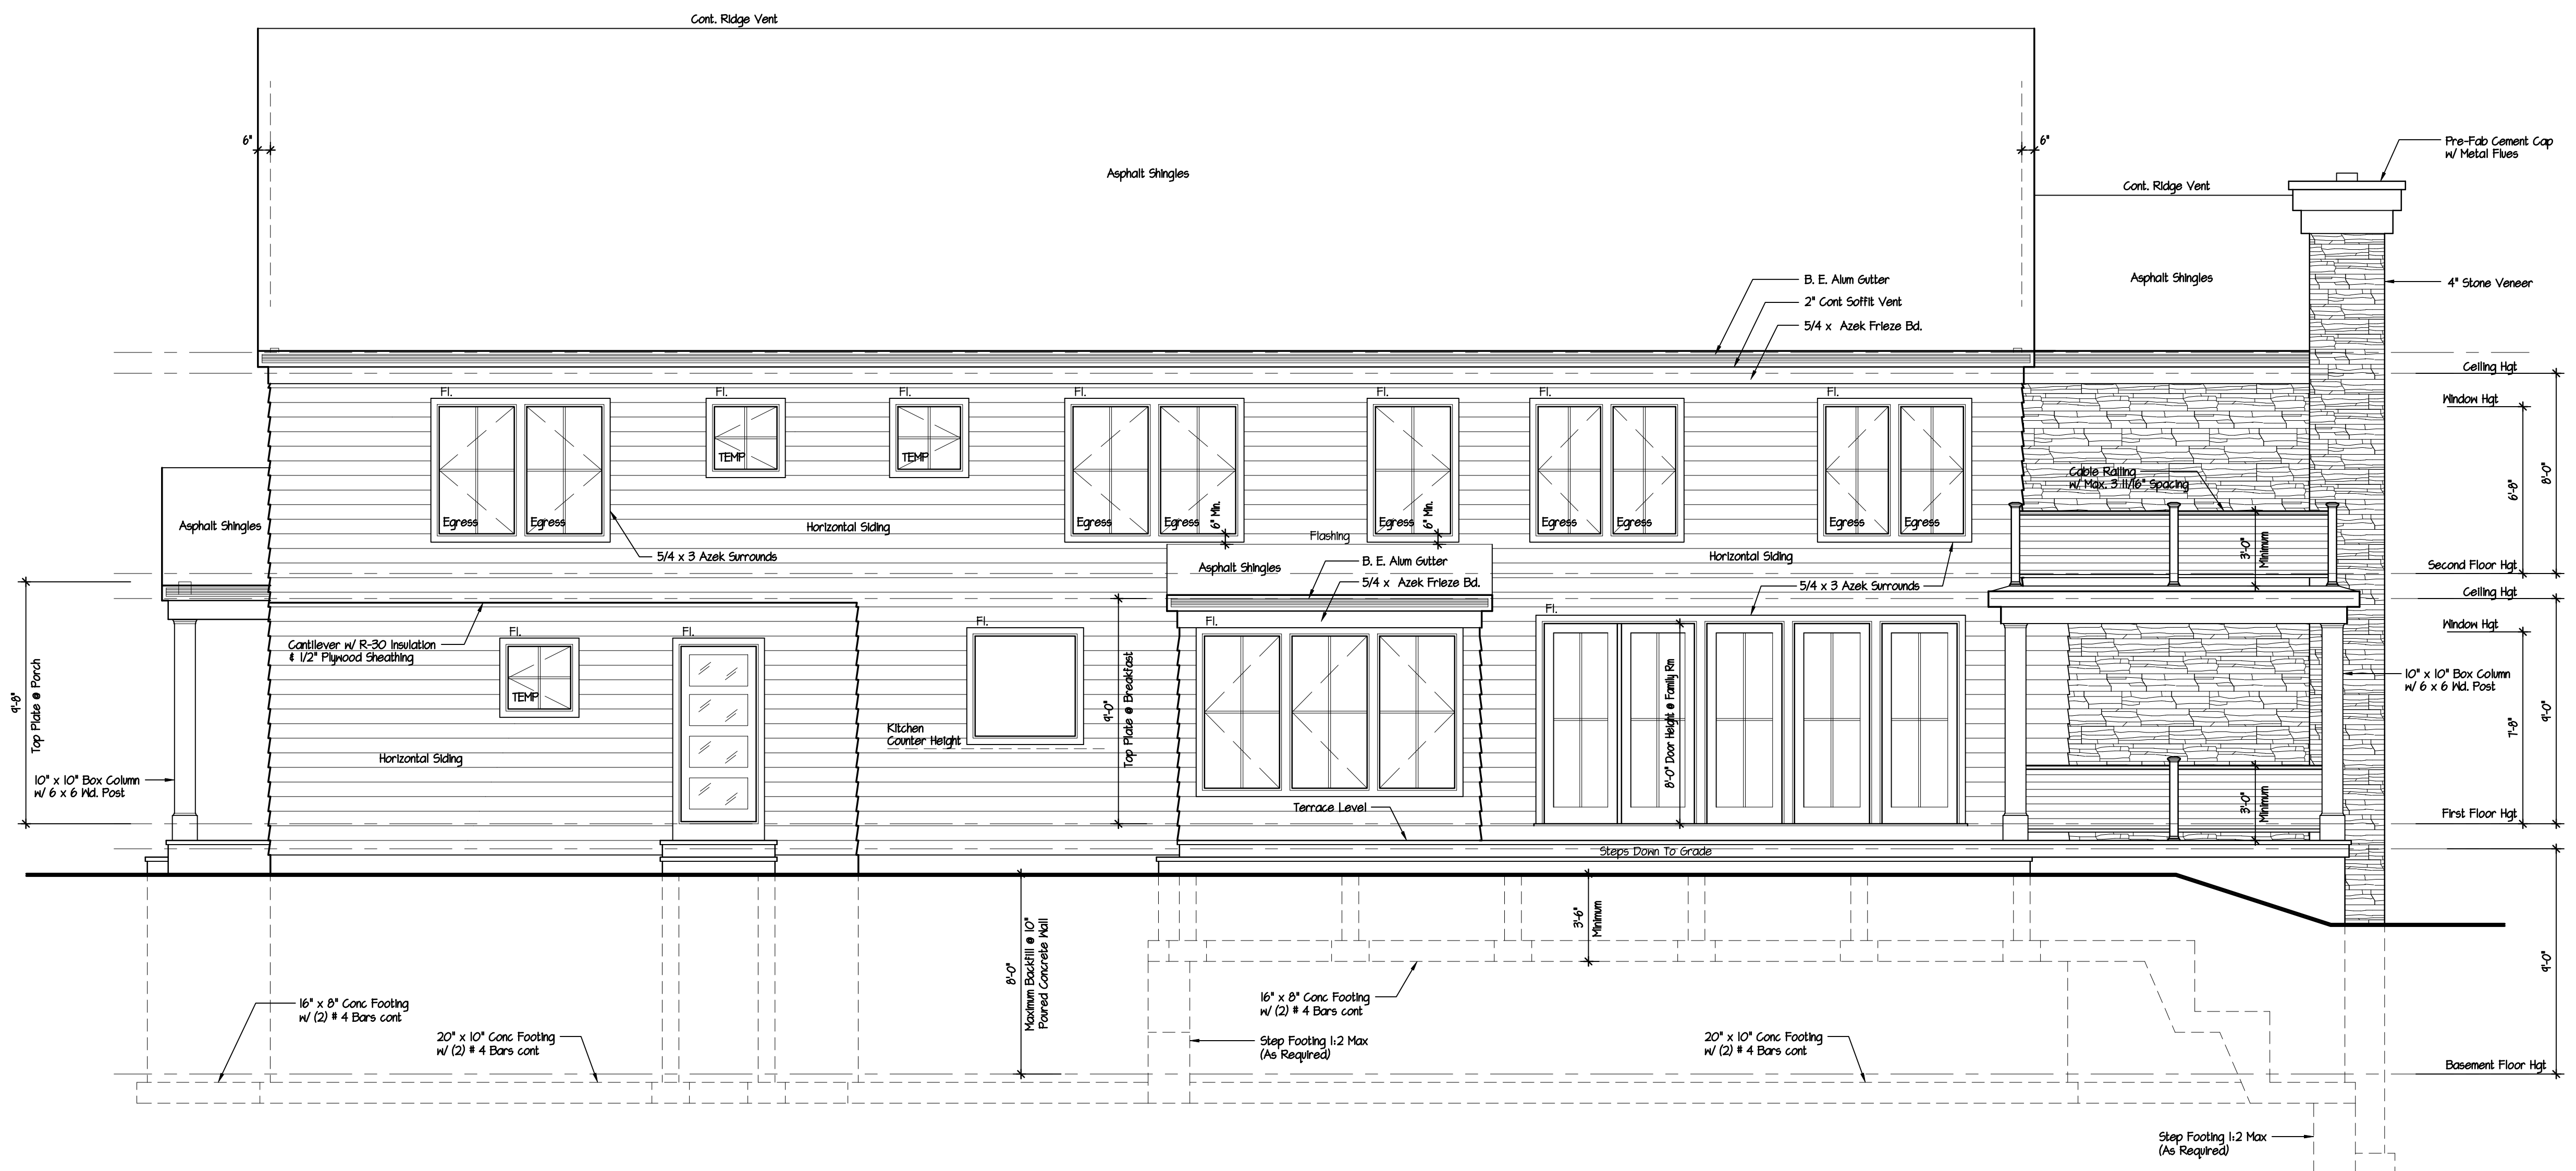 Cont. Ridge Vent
6"
6"
Pre-Fab Cement Cap
w/ Metal Flues
Asphalt Shingles
Cont. Ridge Vent
B. E. Alum Gutter
Asphalt Shingles
4" Stone Veneer
2" Cont Soffit Vent
5/4 x Azek Frieze Bd.
Ceiling Hgt
Fl.
Fl.
Fl.
Fl.
Fl.
Fl.
Fl.
Window Hgt
TEMP
TEMP
Cable Railing
w/ Max. 3 11/16" Spacing
6'-8"
8'-0"
Asphalt Shingles
Egress
Egress
Horizontal Siding
Egress
Egress
6" Min.
Egress
6" Min.
Egress
Egress
Egress
Egress
Flashing
5/4 x 3 Azek Surrounds
Horizontal Siding
3'-0"
Minimum
Asphalt Shingles
B. E. Alum Gutter
Second Floor Hgt
5/4 x Azek Frieze Bd.
5/4 x 3 Azek Surrounds
Ceiling Hgt
Fl.
Fl.
Fl.
Fl.
Fl.
Window Hgt
Cantilever w/ R-30 Insulation
& 1/2" Plywood Sheathing
9'-8"
Top Plate @ Porch
TEMP
9'-0"
Top Plate @ Breakfast
8'-0" Door Height @ Family Rm
10" x 10" Box Column
w/ 6 x 6 Wd. Post
7'-8"
9'-0"
Kitchen
Counter Height
Horizontal Siding
10" x 10" Box Column
w/ 6 x 6 Wd. Post
Terrace Level
3'-0"
Minimum
First Floor Hgt
Steps Down To Grade
8'-0"
Maximum Backfill @ 10"
Poured Concrete Wall
3'-6"
Minimum
9'-0"
16" x 8" Conc Footing
w/ (2) # 4 Bars cont
16" x 8" Conc Footing
w/ (2) # 4 Bars cont
20" x 10" Conc Footing
w/ (2) # 4 Bars cont
Step Footing 1:2 Max
(As Required)
20" x 10" Conc Footing
w/ (2) # 4 Bars cont
Basement Floor Hgt
Step Footing 1:2 Max
(As Required)